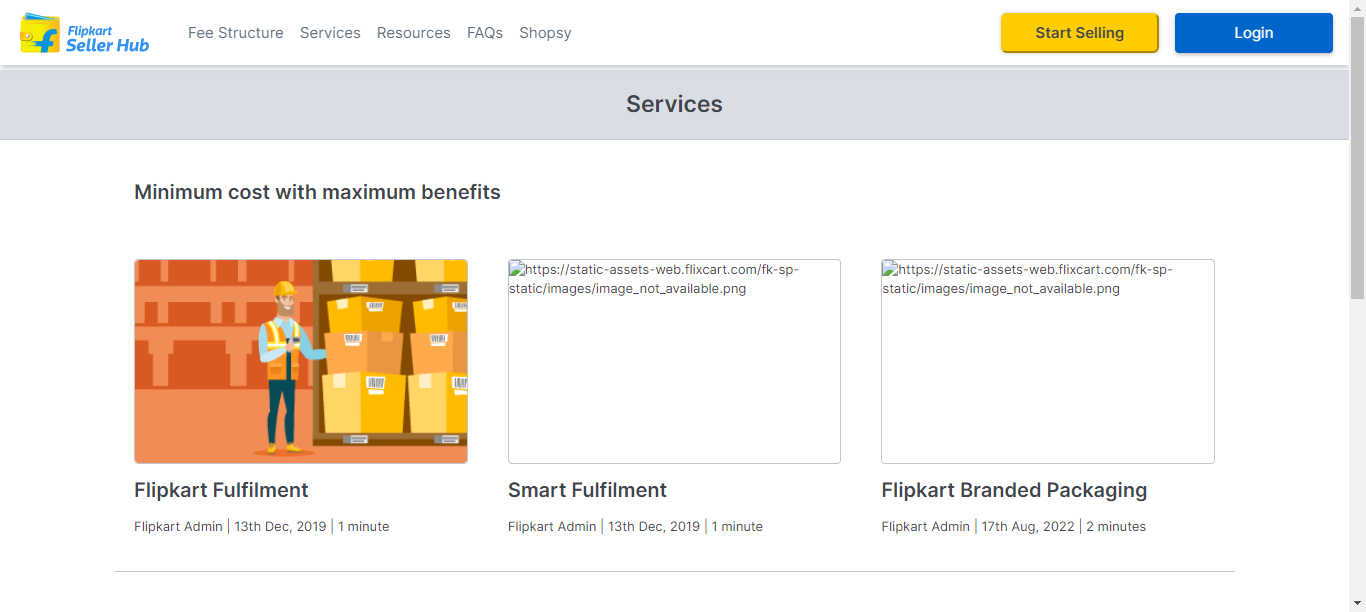 Flipkart
Seller Hub
Fee Structure Services Resources FAQs Shopsy
Start Selling Login
Services
Minimum cost with maximum benefits
https://static-assets-web.flixcart.com/fk-sp-
static/images/image_not_available.png
https://static-assets-web.flixcart.com/fk-sp-
static/images/image_not_available.png
Flipkart Fulfilment
Flipkart Admin | 13th Dec, 2019 | 1 minute
Smart Fulfilment
Flipkart Admin | 13th Dec, 2019 | 1 minute
Flipkart Branded Packaging
Flipkart Admin | 17th Aug, 2022 | 2 minutes